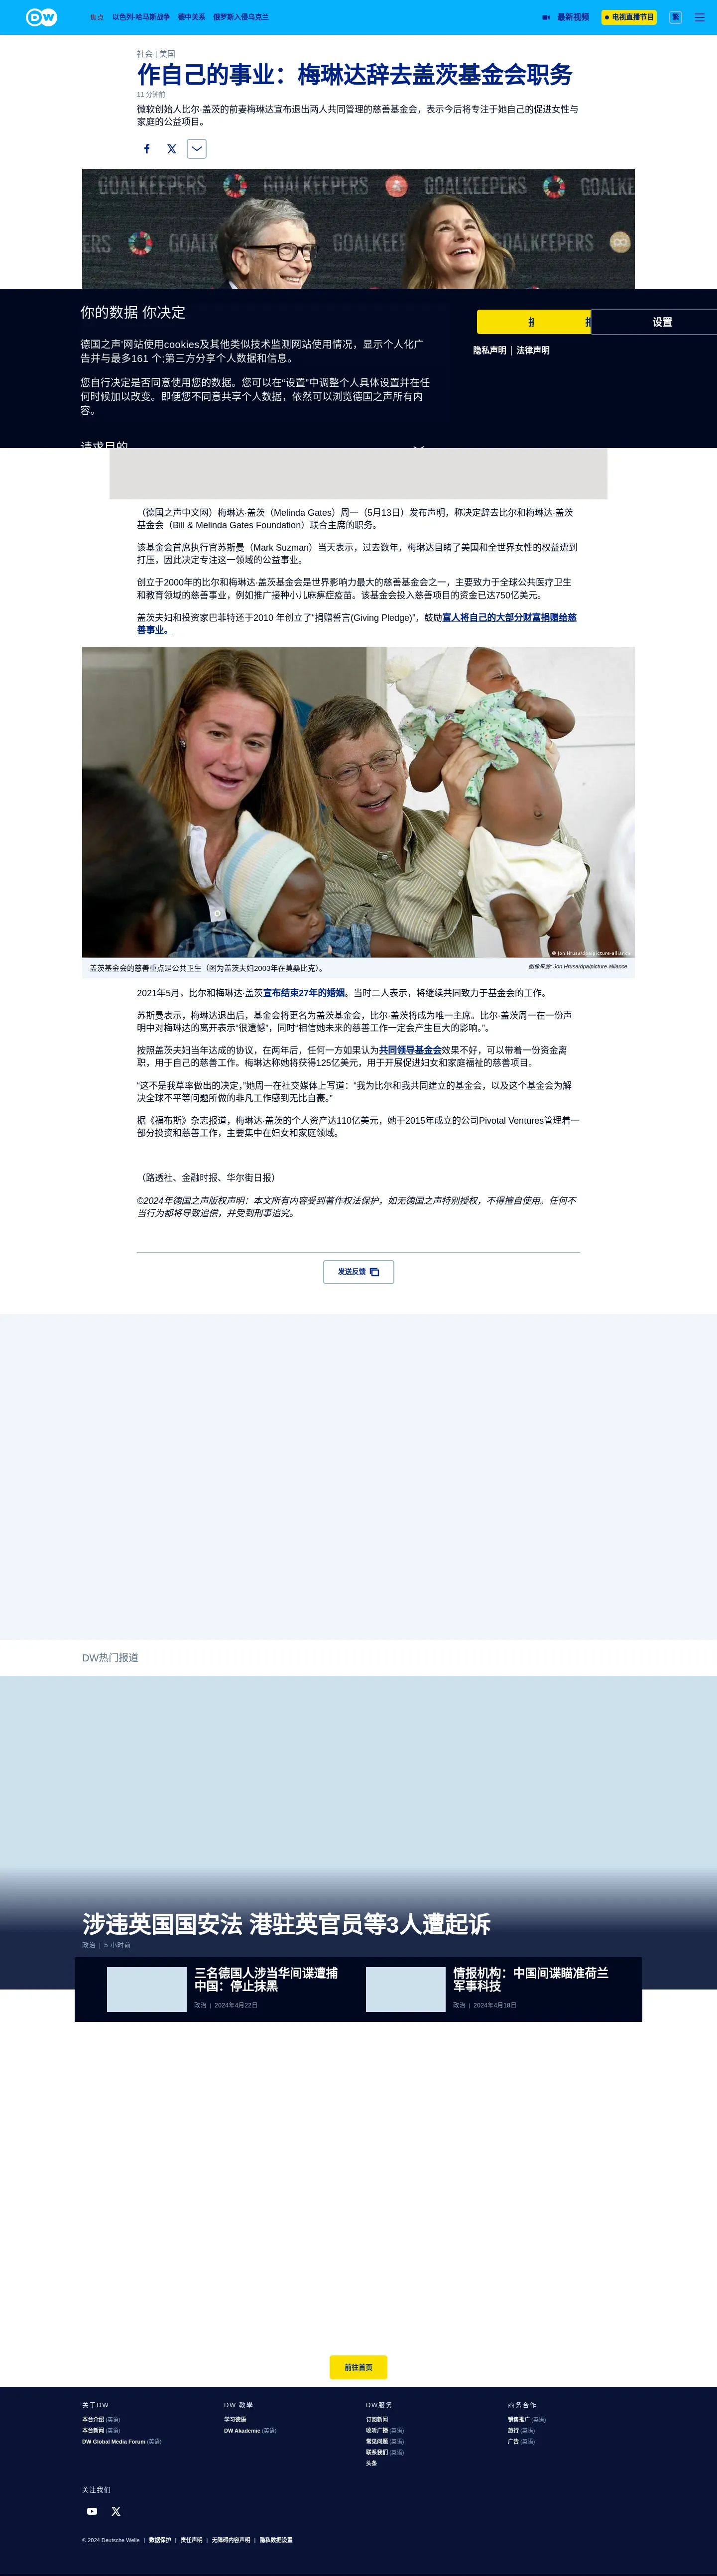 DW
焦点
以色列-哈马斯战争
德中关系
俄罗斯入侵乌克兰
最新视频
电视直播节目
繁
社会 | 美国
作自己的事业：梅琳达辞去盖茨基金会职务
11 分钟前
微软创始人比尔·盖茨的前妻梅琳达宣布退出两人共同管理的慈善基金会，表示今后将专注于她自己的促进女性与
家庭的公益项目。
GOALKEEPERS
GOALKEEPERS
GOALKEE
PERS
GOALK
GOALKEEPERS
GOALKEEPERS
你的数据 你决定
德国之声'网站使用cookies及其他类似技术监测网站使用情况，显示个人化广
告并与最多161 个;第三方分享个人数据和信息。
您自行决定是否同意使用您的数据。您可以在“设置”中调整个人具体设置并在任
何时候加以改变。即便您不同意共享个人数据，依然可以浏览德国之声所有内
容。
请求目的
设置
隐私声明 | 法律声明
（德国之声中文网）梅琳达·盖茨（Melinda Gates）周一（5月13日）发布声明，称决定辞去比尔和梅琳达·盖茨
基金会（Bill & Melinda Gates Foundation）联合主席的职务。
该基金会首席执行官苏斯曼（Mark Suzman）当天表示，过去数年，梅琳达目睹了美国和全世界女性的权益遭到
打压，因此决定专注这一领域的公益事业。
创立于2000年的比尔和梅琳达·盖茨基金会是世界影响力最大的慈善基金会之一，主要致力于全球公共医疗卫生
和教育领域的慈善事业，例如推广接种小儿麻痹症疫苗。该基金会投入慈善项目的资金已达750亿美元。
盖茨夫妇和投资家巴菲特还于2010 年创立了“捐赠誓言(Giving Pledge)”，鼓励富人将自己的大部分财富捐赠给慈
善事业。
© Jon Hrusa/dpa/picture-alliance
盖茨基金会的慈善重点是公共卫生（图为盖茨夫妇2003年在莫桑比克）。
图像来源: Jon Hrusa/dpa/picture-alliance
2021年5月，比尔和梅琳达·盖茨宣布结束27年的婚姻。当时二人表示，将继续共同致力于基金会的工作。
苏斯曼表示，梅琳达退出后，基金会将更名为盖茨基金会，比尔·盖茨将成为唯一主席。比尔·盖茨周一在一份声
明中对梅琳达的离开表示“很遗憾”，同时“相信她未来的慈善工作一定会产生巨大的影响。”。
按照盖茨夫妇当年达成的协议，在两年后，任何一方如果认为共同领导基金会效果不好，可以带着一份资金离
职，用于自己的慈善工作。梅琳达称她将获得125亿美元，用于开展促进妇女和家庭福祉的慈善项目。
“这不是我草率做出的决定，”她周一在社交媒体上写道：“我为比尔和我共同建立的基金会，以及这个基金会为解
决全球不平等问题所做的非凡工作感到无比自豪。”
据《福布斯》杂志报道，梅琳达·盖茨的个人资产达110亿美元，她于2015年成立的公司Pivotal Ventures管理着一
部分投资和慈善工作，主要集中在妇女和家庭领域。
（路透社、金融时报、华尔街日报）
©2024年德国之声版权声明：本文所有内容受到著作权法保护，如无德国之声特别授权，不得擅自使用。任何不
当行为都将导致追偿，并受到刑事追究。
发送反馈
DW热门报道
涉违英国国安法 港驻英官员等3人遭起诉
政治 | 5 小时前
三名德国人涉当华间谍遭捕
中国：停止抹黑
政治 | 2024年4月22日
情报机构：中国间谍瞄准荷兰
军事科技
政治 | 2024年4月18日
前往首页
关于DW
本台介绍 (英语)
本台新闻 (英语)
DW Global Media Forum (英语)
DW 教學
学习德语
DW Akademie (英语)
DW服务
订阅新闻
收听广播 (英语)
常见问题 (英语)
联系我们 (英语)
头条
商务合作
销售推广 (英语)
旅行 (英语)
广告 (英语)
关注我们
© 2024 Deutsche Welle | 数据保护 | 责任声明 | 无障碍内容声明 | 隐私数据设置